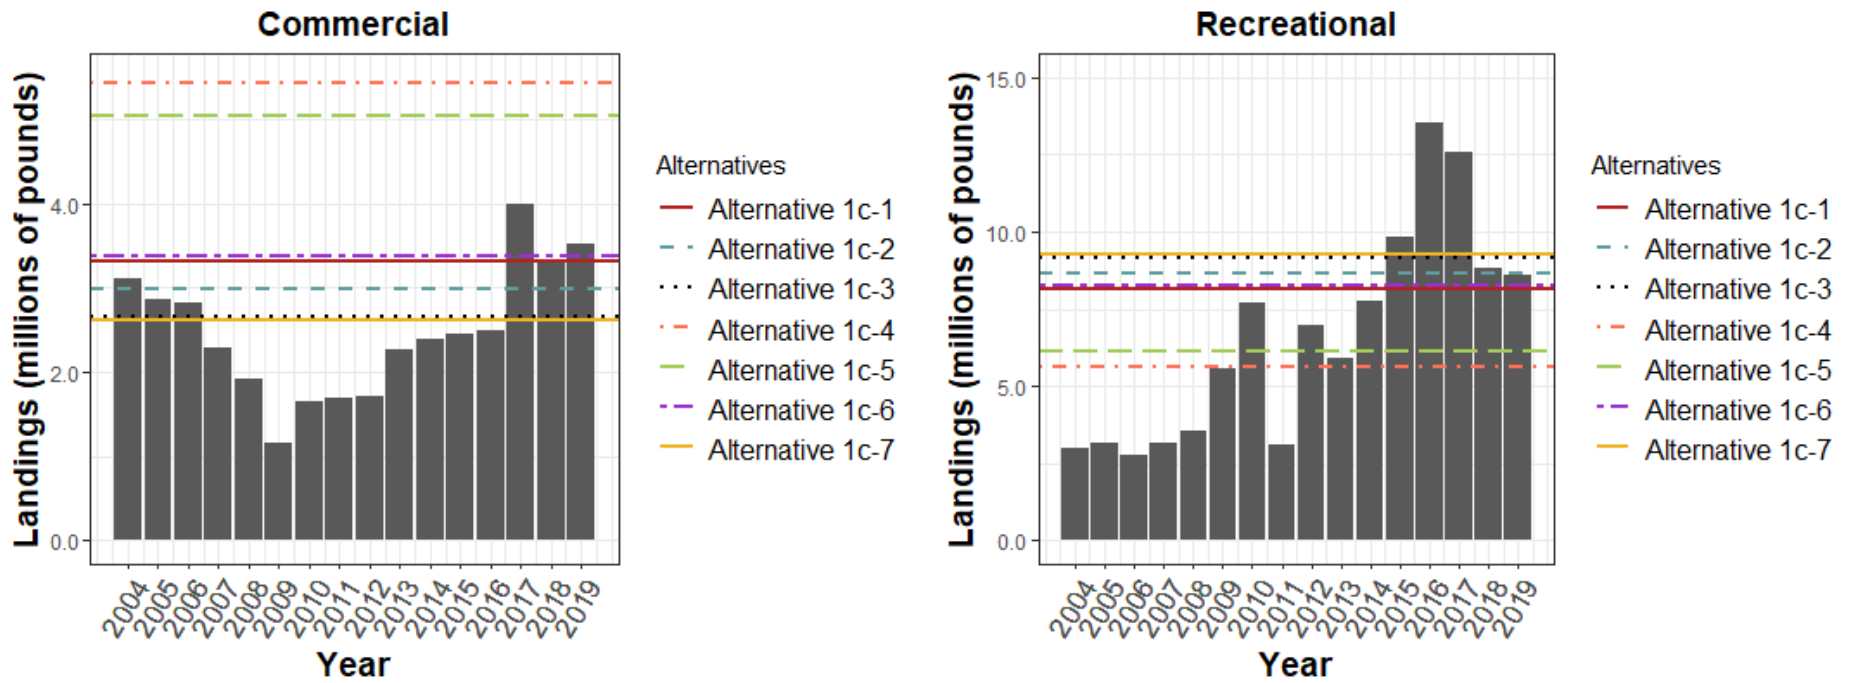 Commercial
Landings (millions of pounds)
4.0
2.0
0.0
2004
2005
2006
2007
2008
2009
2010
2011
2012
2013
2014
2015
2016
2017
2018
2019
Year
Alternatives
Alternative 1c-1
Alternative 1c-2
Alternative 1c-3
Alternative 1c-4
Alternative 1c-5
Alternative 1c-6
Alternative 1c-7
Recreational
Landings (millions of pounds)
15.0
10.0
5.0
0.0
2004
2005
2006
2007
2008
2009
2010
2011
2012
2013
2014
2015
2016
2017
2018
2019
Year
Alternatives
Alternative 1c-1
Alternative 1c-2
Alternative 1c-3
Alternative 1c-4
Alternative 1c-5
Alternative 1c-6
Alternative 1c-7